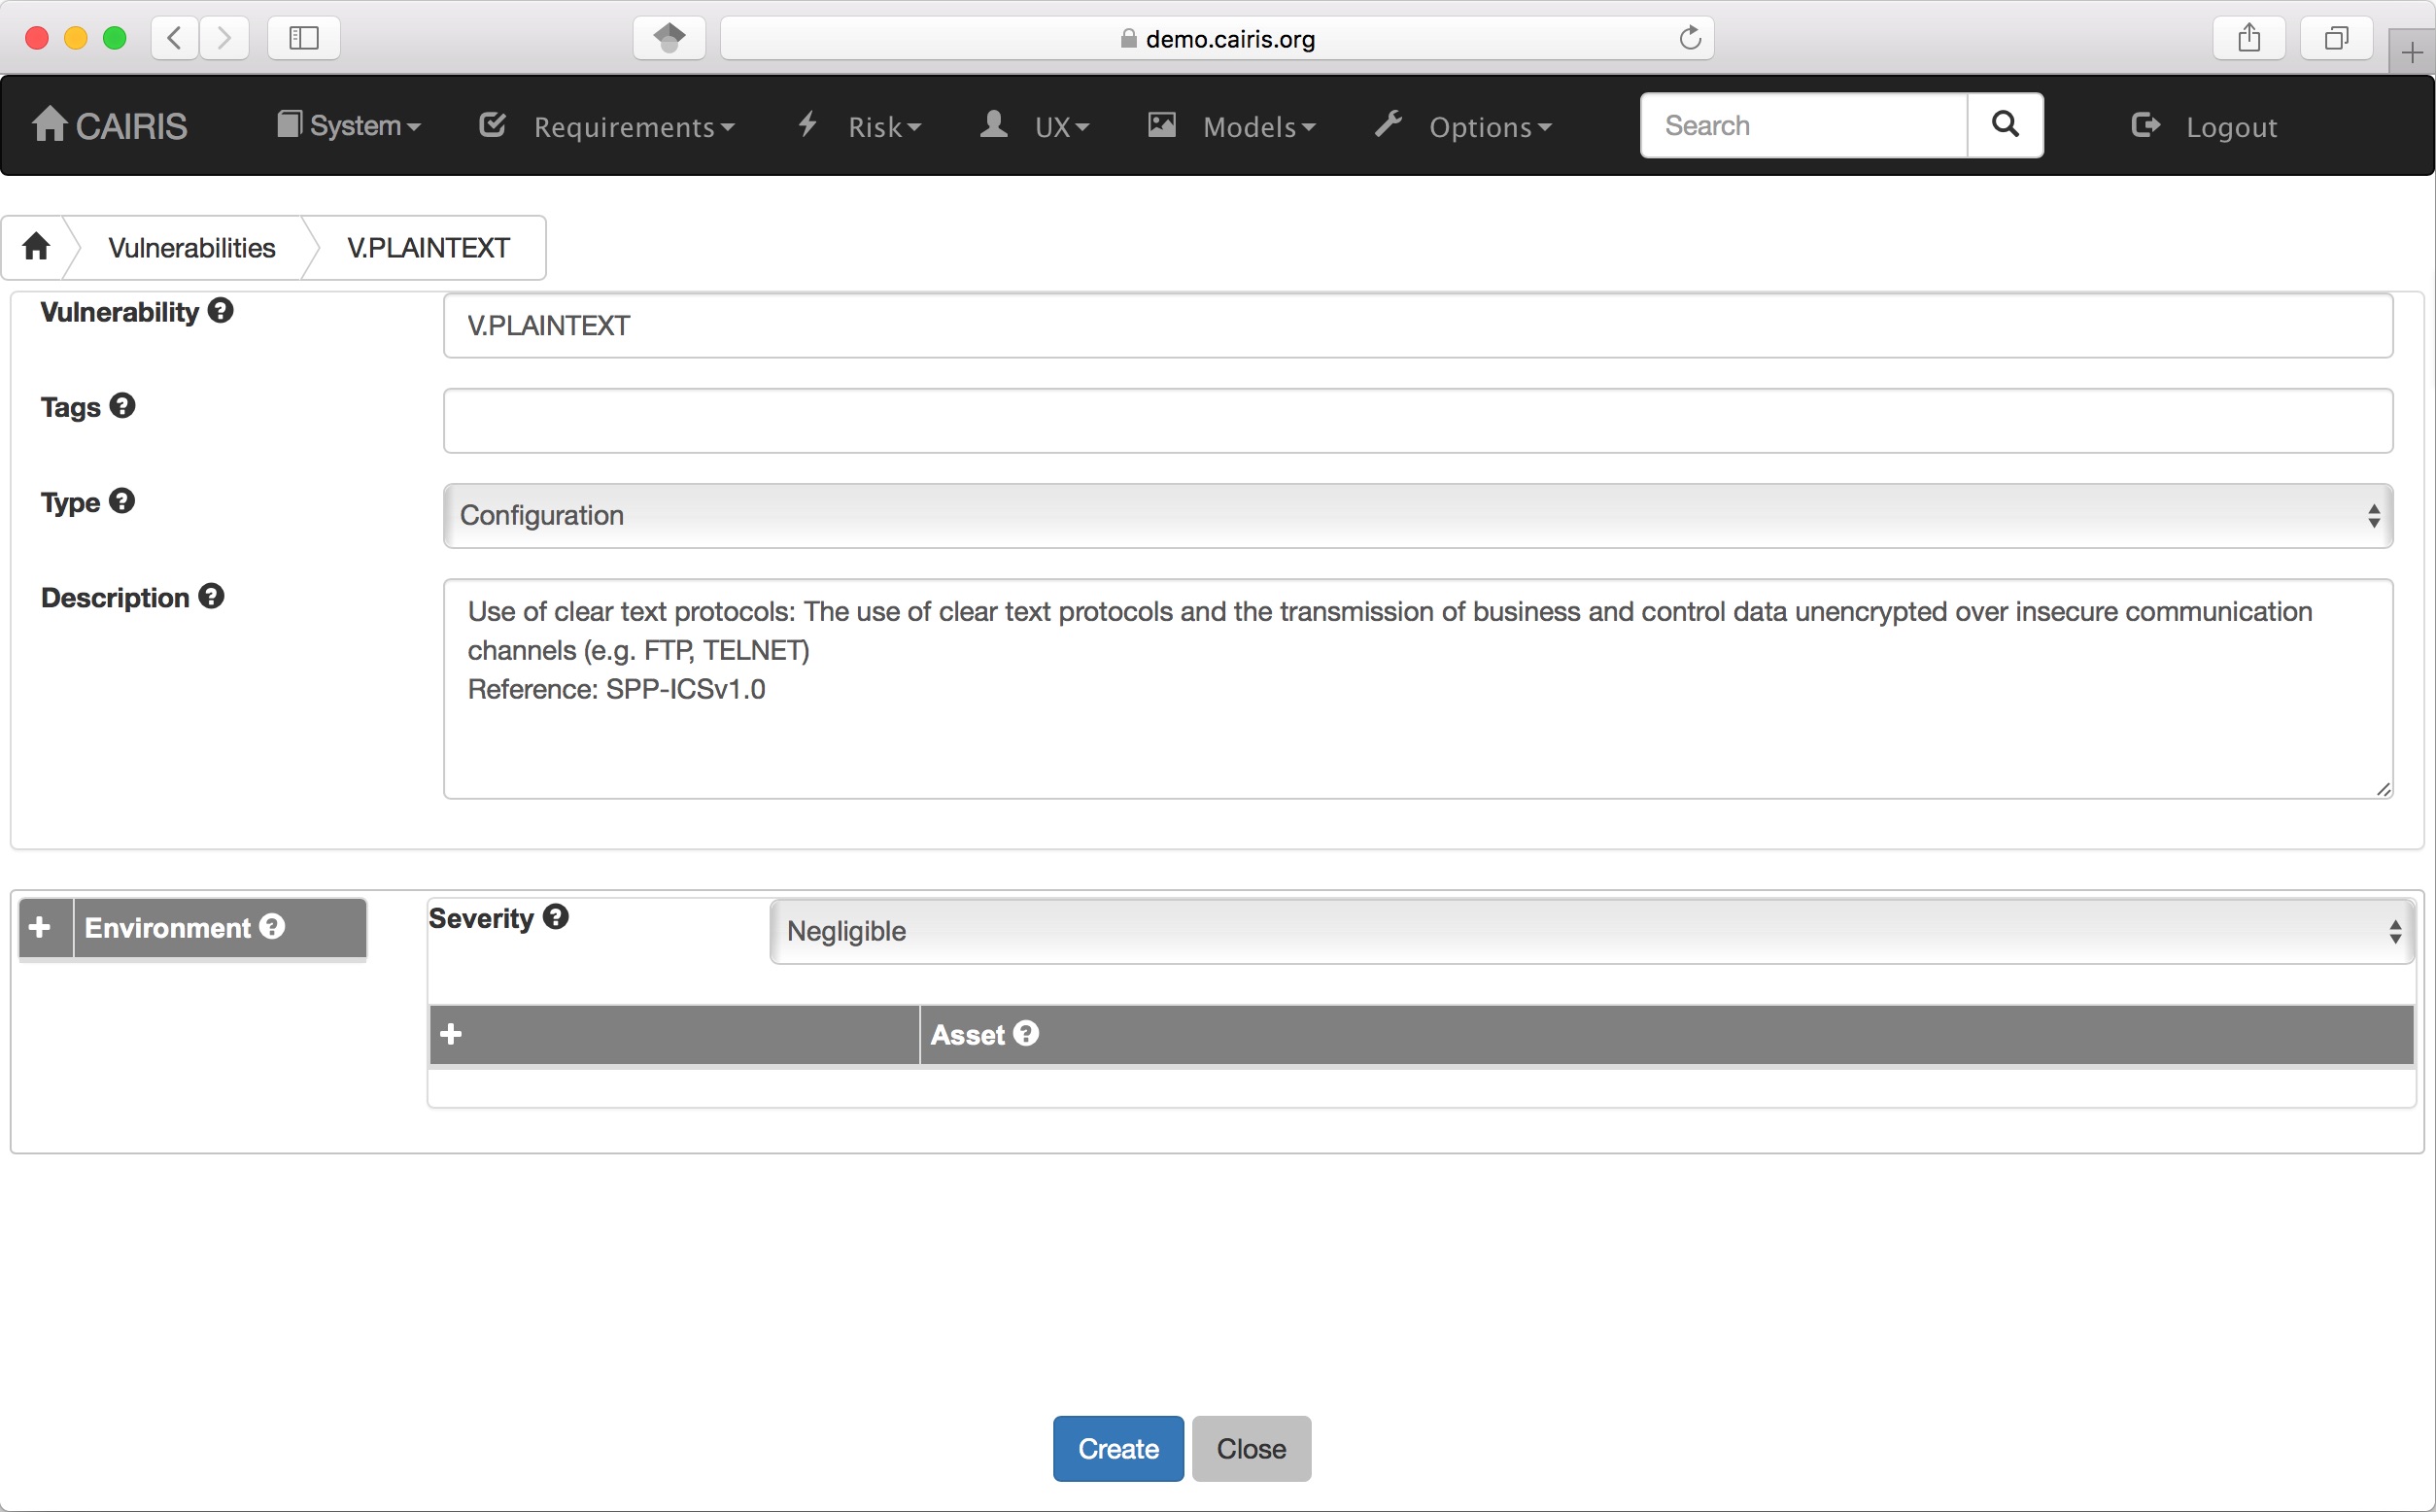 demo.cairis.org
CAIRIS System Requirements Risk UX Models Options Search Logout
Vulnerabilities V.PLAINTEXT
Vulnerability V.PLAINTEXT
Tags
Type Configuration
Description Use of clear text protocols: The use of clear text protocols and the transmission of business and control data unencrypted over insecure communication
channels (e.g. FTP, TELNET)
Reference: SPP-ICSv1.0
Environment Severity Negligible
Asset
Create Close